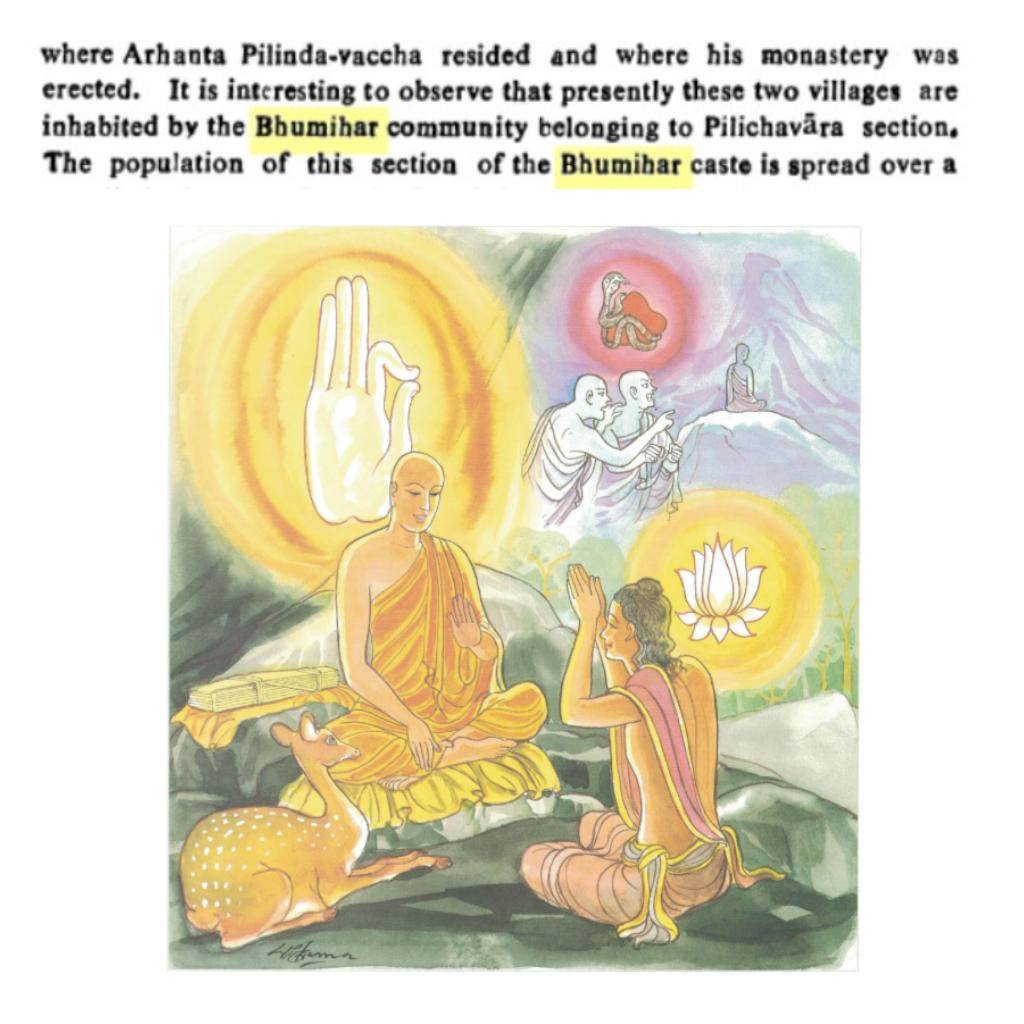 where Arhanta Pilinda-vaccha resided and where his monastery was
erected. It is interesting to observe that presently these two villages are
inhabited by the Bhumihar community belonging to Pilichavāra section.
The population of this section of the Bhumihar caste is spread over a